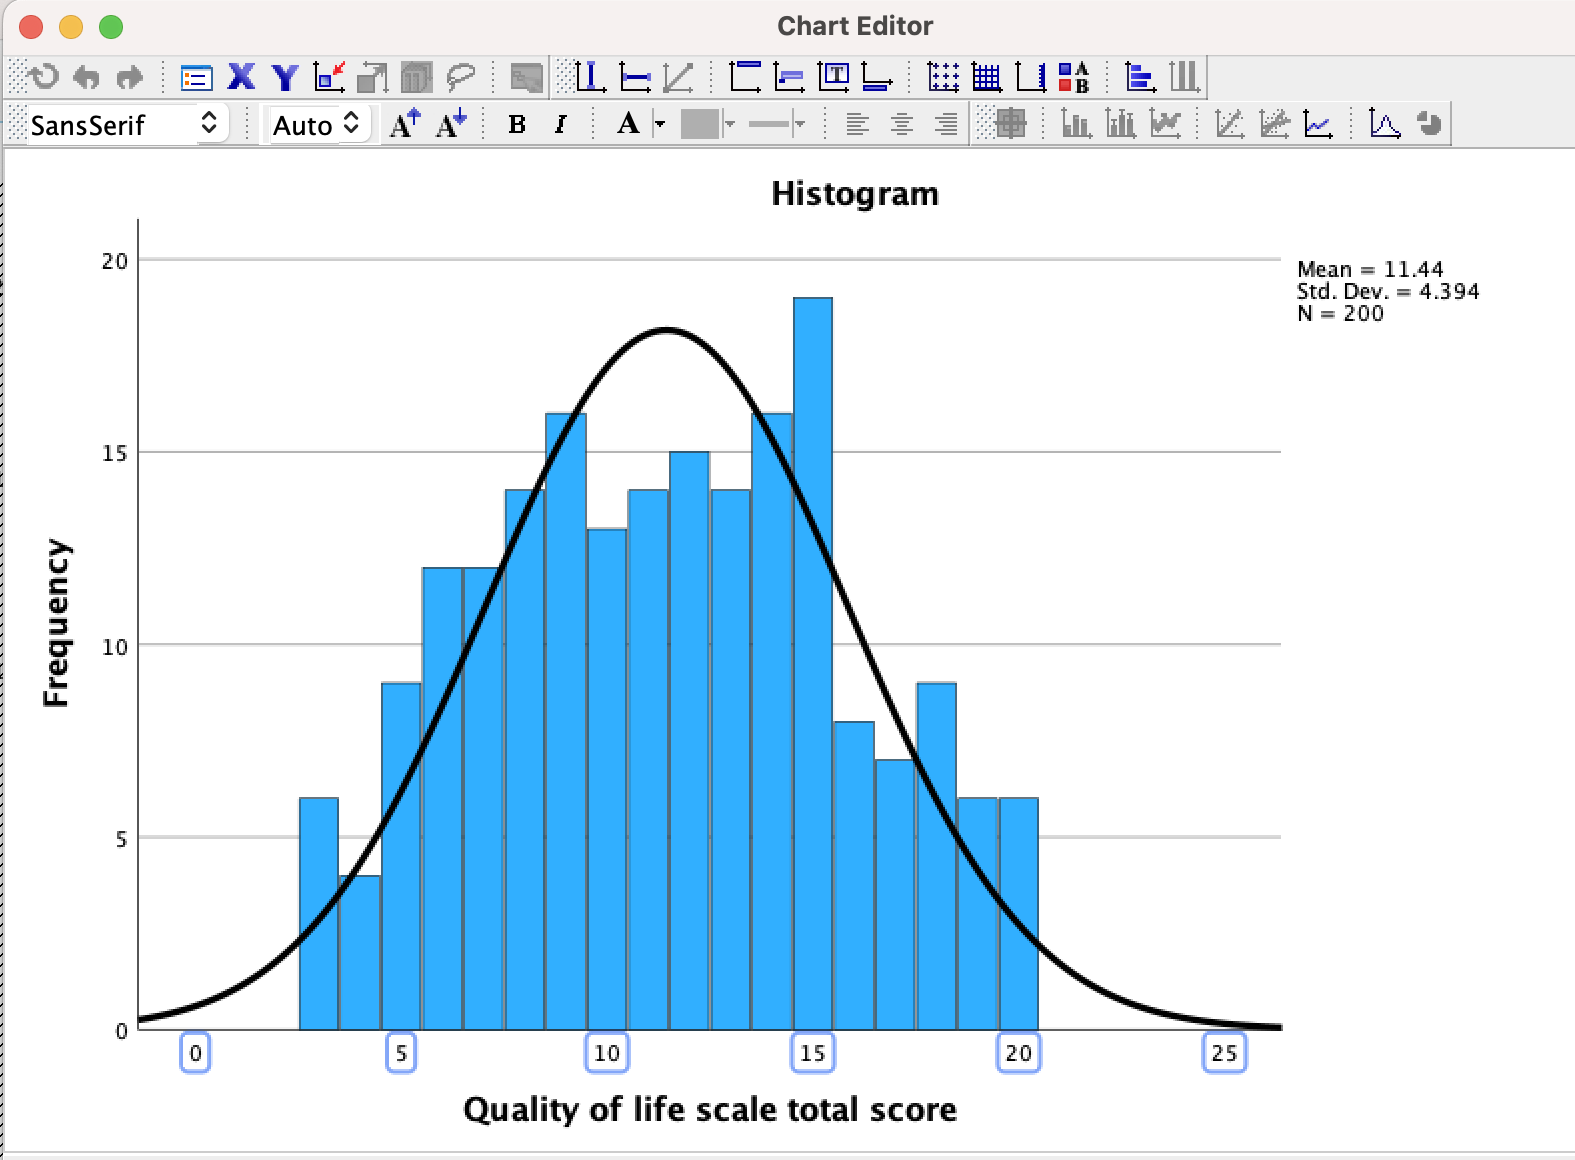 Chart Editor
X Y T A B
SansSerif Auto A A B I A
Histogram
20
15
10
5
0
Frequency
Mean = 11.44
Std. Dev. = 4.394
N = 200
0 5 10 15 20 25
Quality of life scale total score